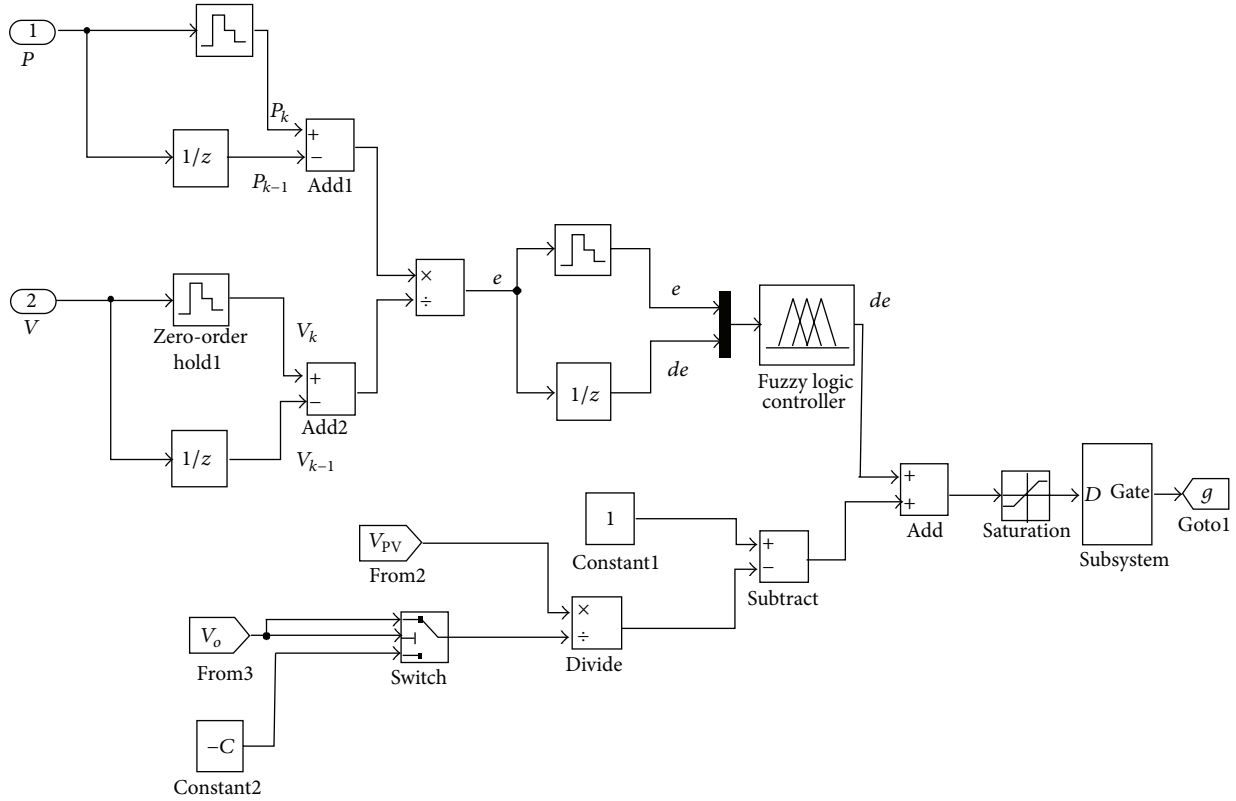 1
P
P_k
1/z
P_{k−1}
+
−
Add1
2
V
Zero-order
hold1
V_k
+
−
Add2
1/z
V_{k−1}
×
÷
e
e
1/z
de
Fuzzy logic
controller
de
+
+
Add
Saturation
D Gate
Subsystem
g
Goto1
1
Constant1
V_PV
From2
+
−
Subtract
×
÷
Divide
V_o
From3
Switch
−C
Constant2